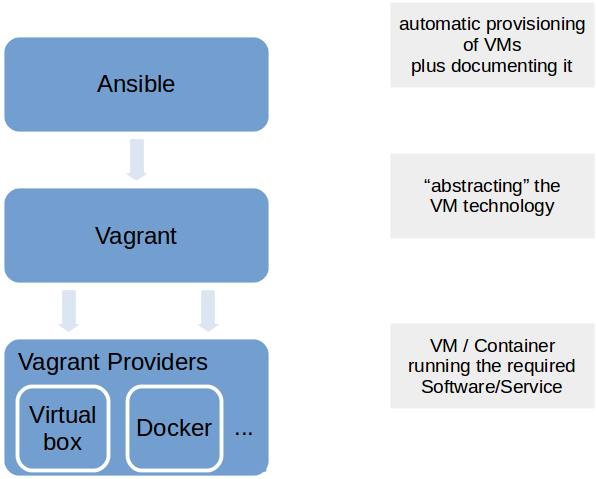 Ansible
automatic provisioning
of VMs
plus documenting it
Vagrant
“abstracting” the
VM technology
Vagrant Providers
Virtual
box
Docker
...
VM / Container
running the required
Software/Service